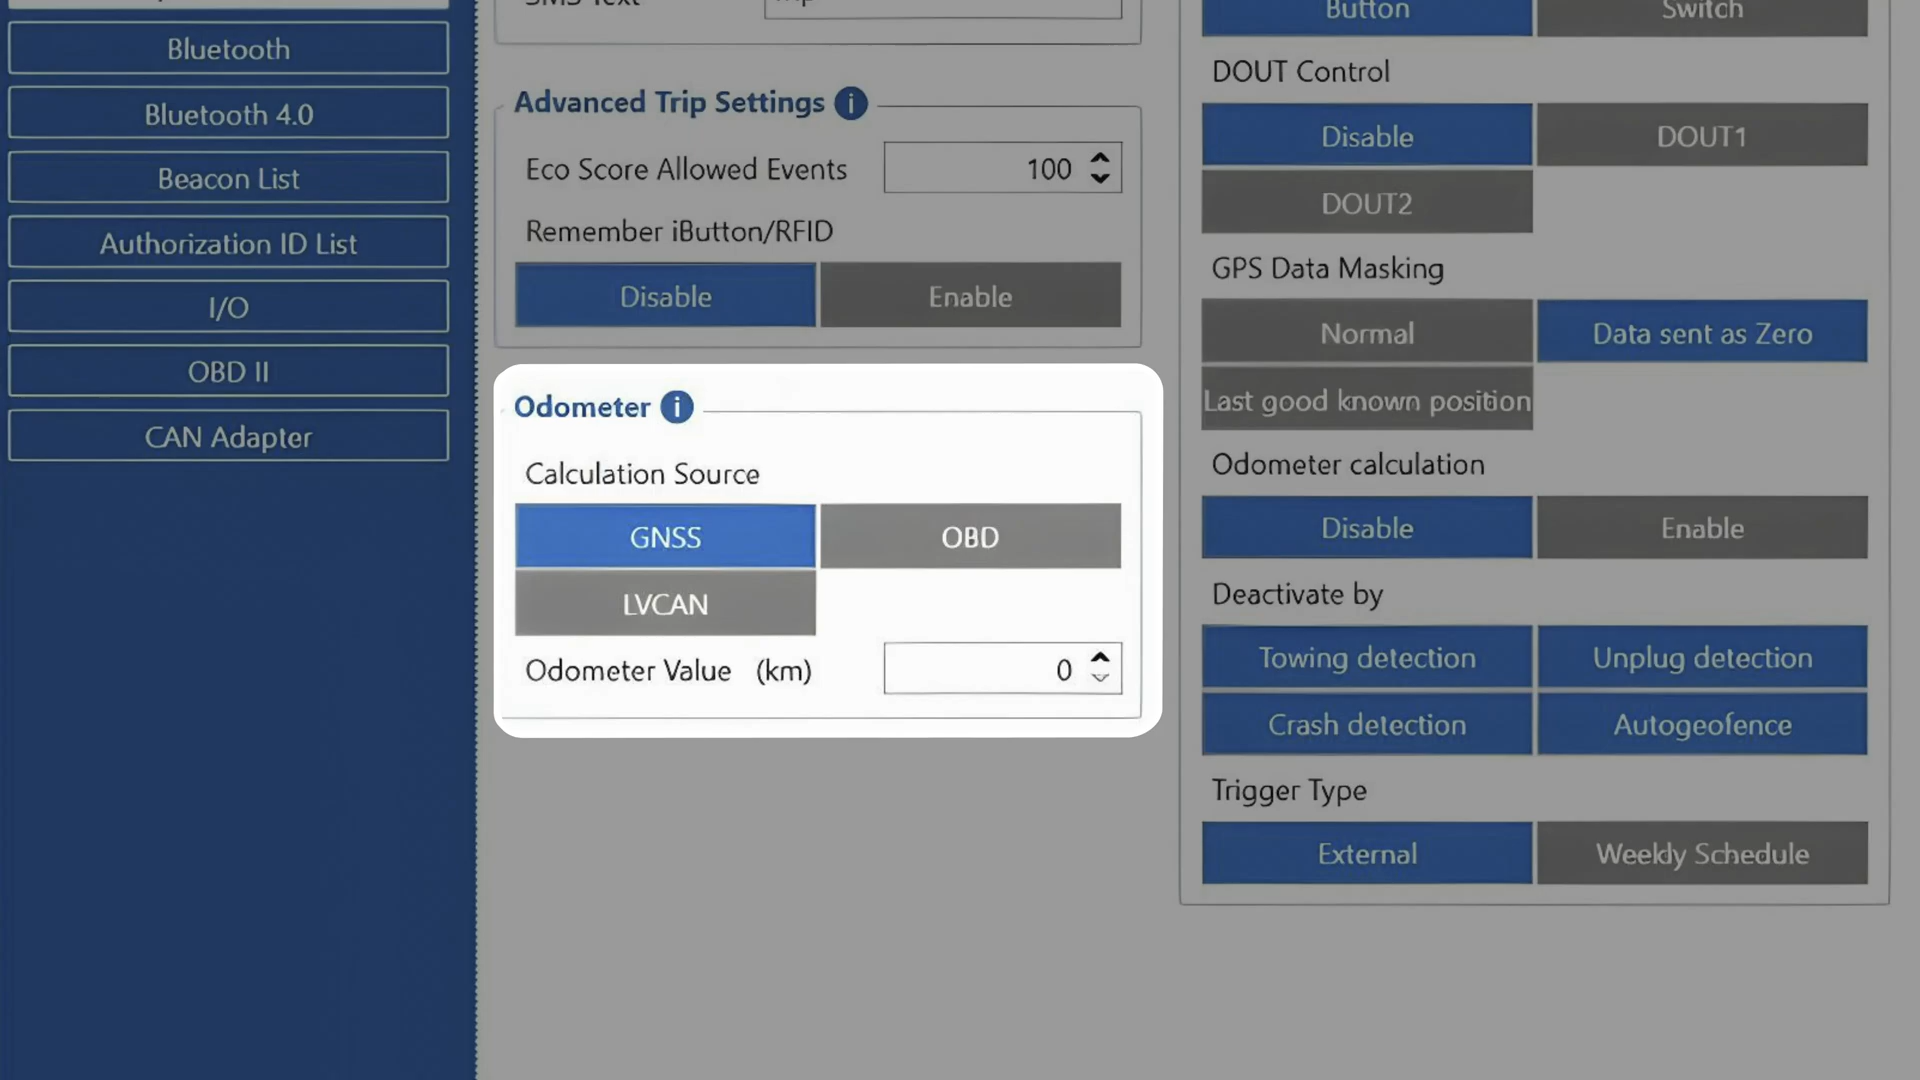 Bluetooth
Bluetooth 4.0
Beacon List
Authorization ID List
I/O
OBD II
CAN Adapter
SMS Text
Advanced Trip Settings i
Eco Score Allowed Events 100
Remember iButton/RFID
Disable Enable
Odometer i
Calculation Source
GNSS OBD
LVCAN
Odometer Value (km) 0
Button Switch
DOUT Control
Disable DOUT1
DOUT2
GPS Data Masking
Normal Data sent as Zero
Last good known position
Odometer calculation
Disable Enable
Deactivate by
Towing detection Unplug detection
Crash detection Autogeofence
Trigger Type
External Weekly Schedule